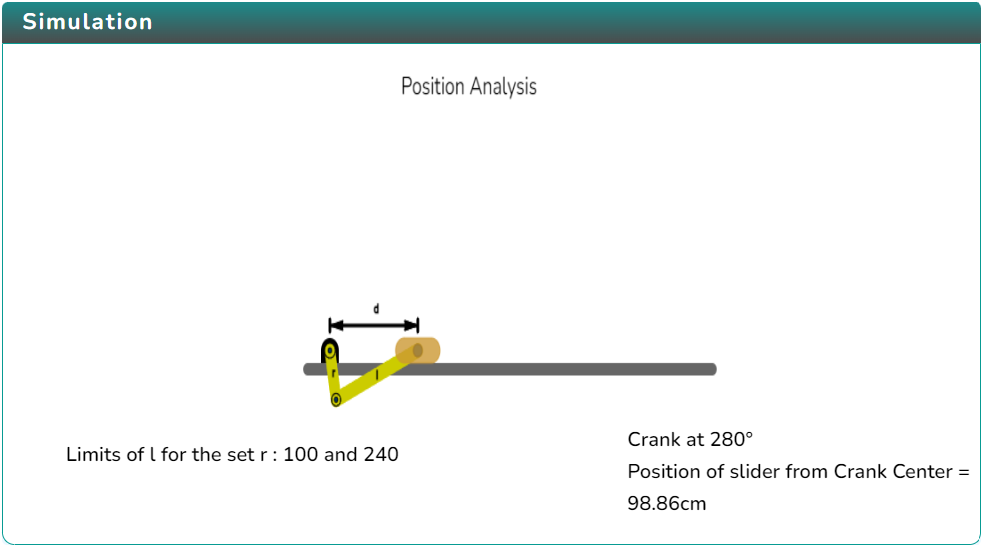 Simulation
Position Analysis
d
r
l
Limits of l for the set r : 100 and 240
Crank at 280°
Position of slider from Crank Center =
98.86cm